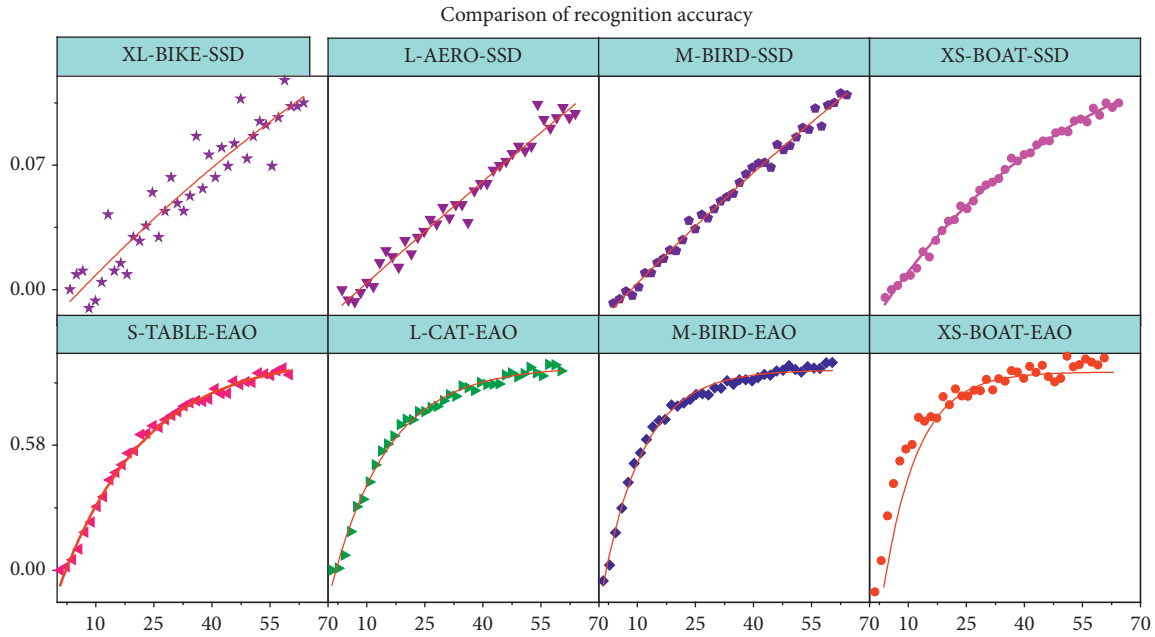 Comparison of recognition accuracy
XL-BIKE-SSD L-AERO-SSD M-BIRD-SSD XS-BOAT-SSD
0.07
0.00
S-TABLE-EAO L-CAT-EAO M-BIRD-EAO XS-BOAT-EAO
0.58
0.00
10 25 40 55 70 10 25 40 55 70 10 25 40 55 70 10 25 40 55 70